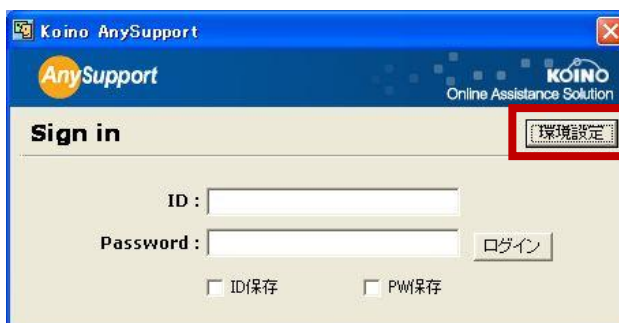 Koino AnySupport
AnySupport
KOINO
Online Assistance Solution
Sign in
環境設定
ID :
Password :
ログイン
ID保存
PW保存